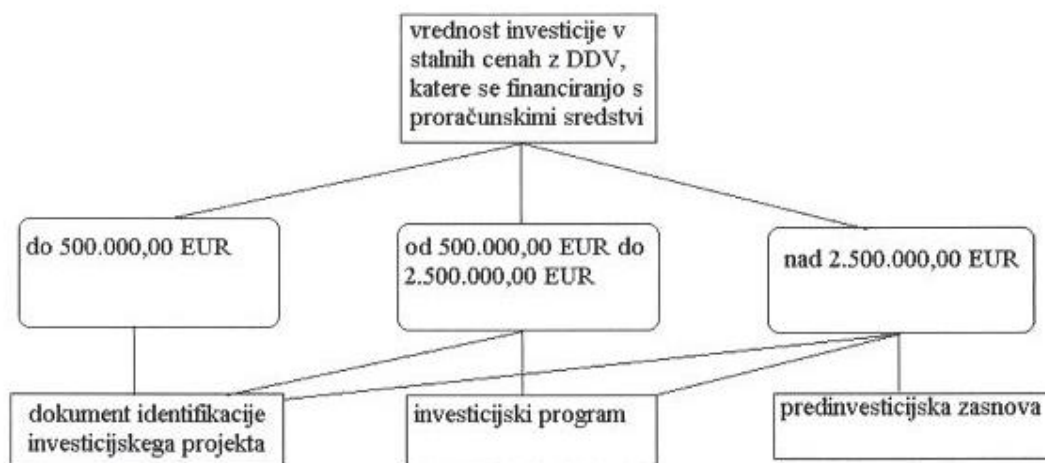 vrednost investicije v
stalnih cenah z DDV,
katere se financiranjo s
proračunskimi sredstvi
do 500.000,00 EUR
od 500.000,00 EUR do
2.500.000,00 EUR
nad 2.500.000,00 EUR
dokument identifikacije
investicijskega projekta
investicijski program
predinvesticijska zasnova